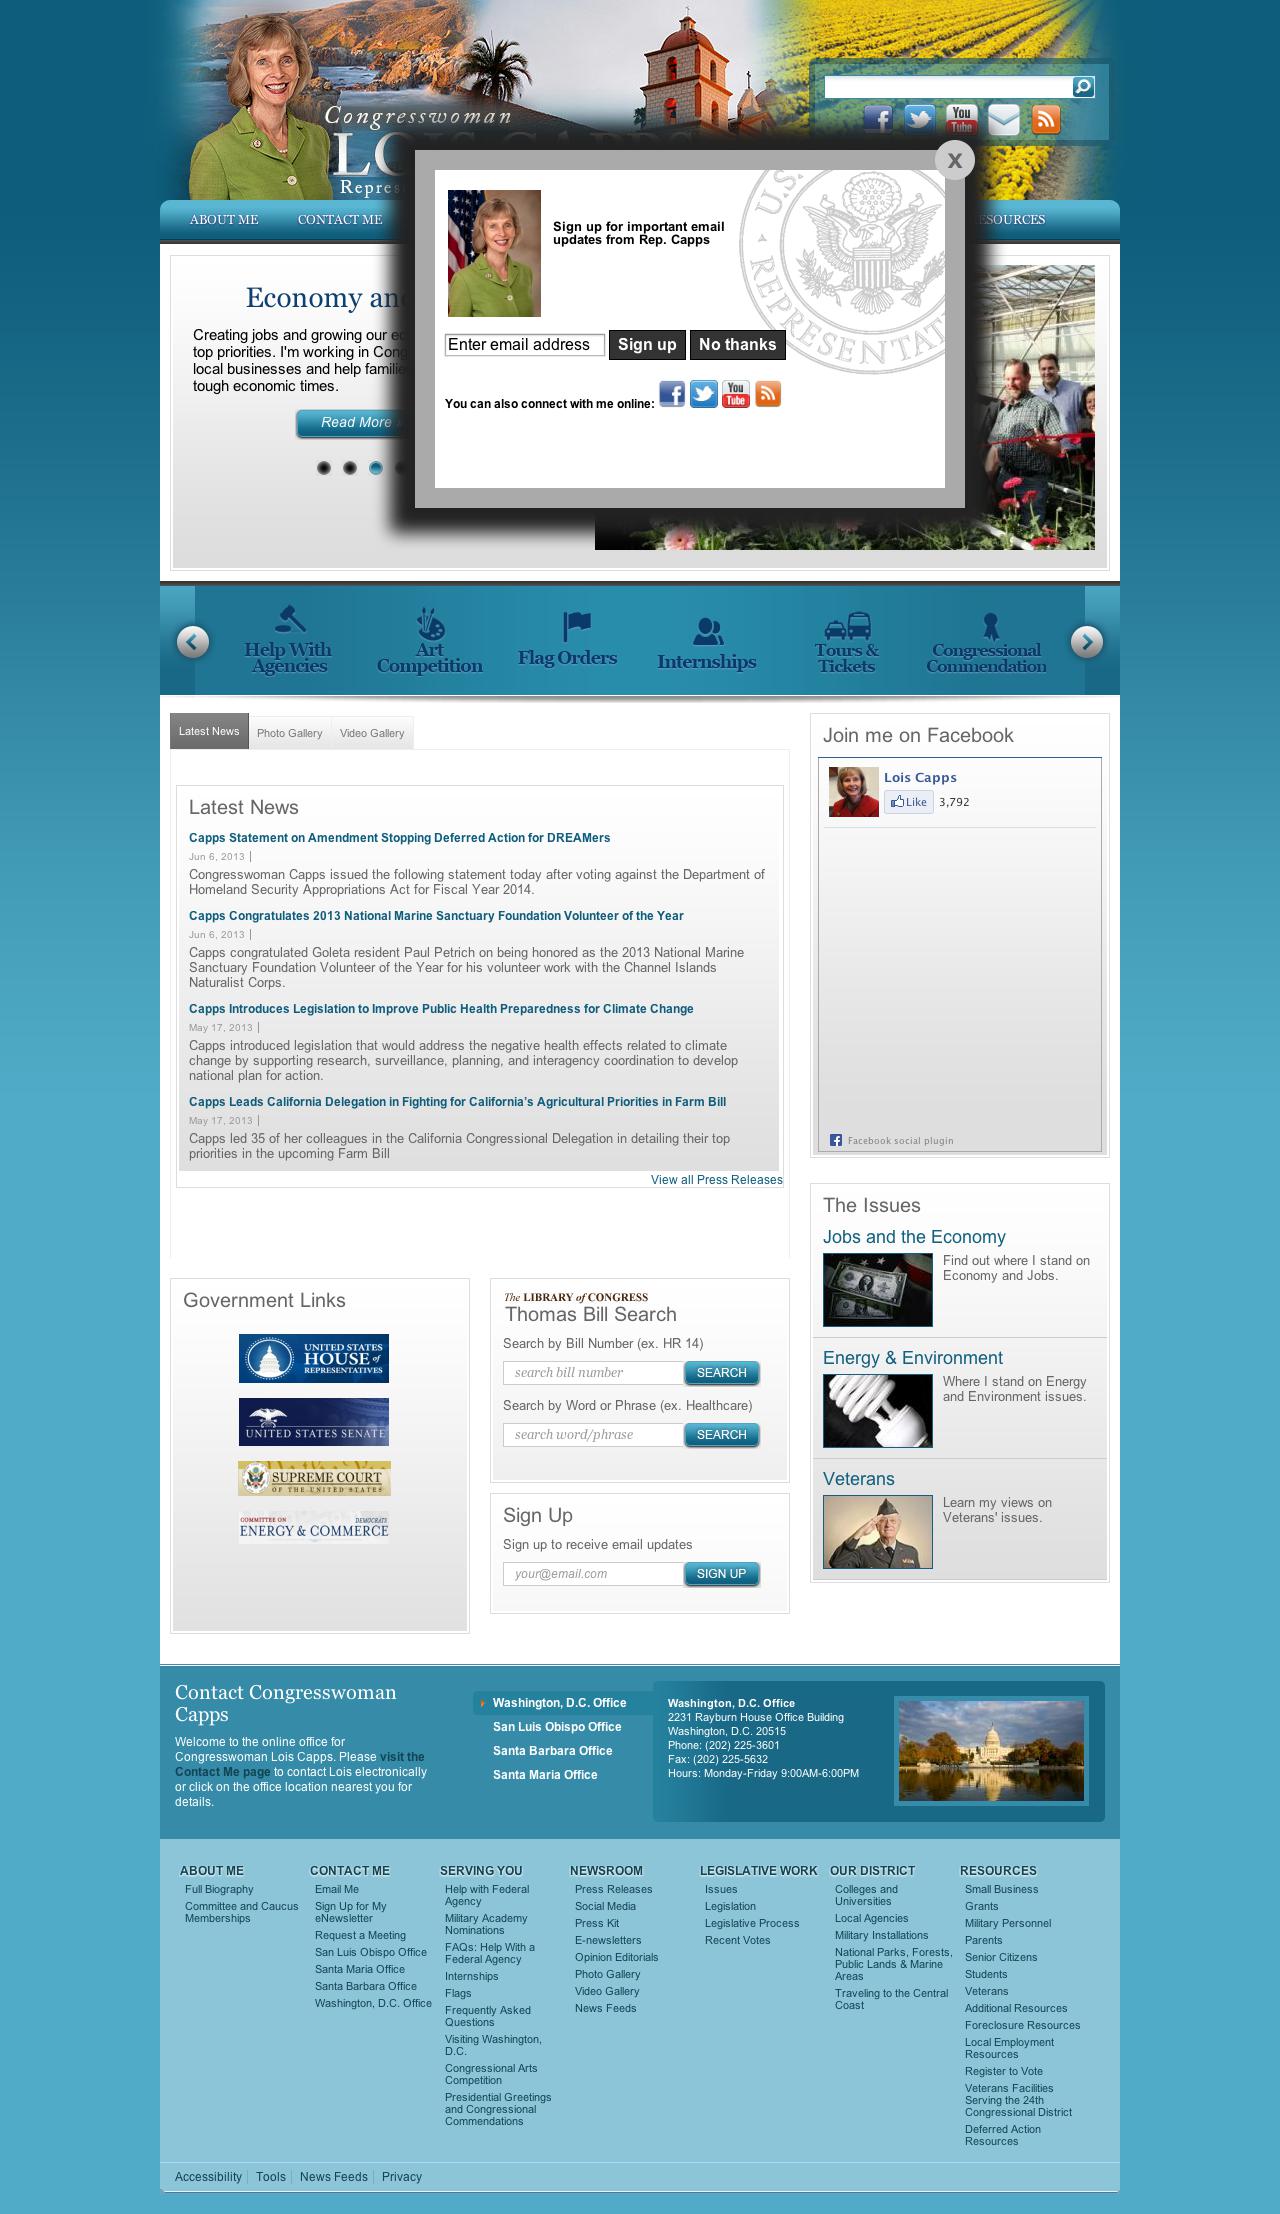 Congresswoman
ABOUT ME
CONTACT ME
You
Tube
x
Sign up for important email
updates from Rep. Capps
Enter email address
Sign up
No thanks
You can also connect with me online:
You
Tube
Creating jobs and growing our
top priorities. I'm working in
local businesses and help
tough economic times.
Read More
Help With
Agencies
Art
Competition
Flag Orders
Internships
Tours &
Tickets
Congressional
Commendation
Latest News
Photo Gallery
Video Gallery
Latest News
Capps Statement on Amendment Stopping Deferred Action for DREAMers
Jun 6, 2013 |
Congresswoman Capps issued the following statement today after voting against the Department of
Homeland Security Appropriations Act for Fiscal Year 2014.
Capps Congratulates 2013 National Marine Sanctuary Foundation Volunteer of the Year
Jun 6, 2013 |
Capps congratulated Goleta resident Paul Petrich on being honored as the 2013 National Marine
Sanctuary Foundation Volunteer of the Year for his volunteer work with the Channel Islands
Naturalist Corps.
Capps Introduces Legislation to Improve Public Health Preparedness for Climate Change
May 17, 2013 |
Capps introduced legislation that would address the negative health effects related to climate
change by supporting research, surveillance, planning, and interagency coordination to develop
national plan for action.
Capps Leads California Delegation in Fighting for California's Agricultural Priorities in Farm Bill
May 17, 2013 |
Capps led 35 of her colleagues in the California Congressional Delegation in detailing their top
priorities in the upcoming Farm Bill
View all Press Releases
Join me on Facebook
Lois Capps
Like 3,792
Facebook social plugin
The Issues
Jobs and the Economy
Find out where I stand on
Economy and Jobs.
Energy & Environment
Where I stand on Energy
and Environment issues.
Veterans
Learn my views on
Veterans' issues.
Government Links
UNITED STATES
HOUSE of
REPRESENTATIVES
UNITED STATES SENATE
SUPREME COURT
OF THE UNITED STATES
COMMITTEE ON DEMOCRATS
ENERGY & COMMERCE
The LIBRARY of CONGRESS
Thomas Bill Search
Search by Bill Number (ex. HR 14)
search bill number
SEARCH
Search by Word or Phrase (ex. Healthcare)
search word/phrase
SEARCH
Sign Up
Sign up to receive email updates
your@email.com
SIGN UP
Contact Congresswoman
Capps
Welcome to the online office for
Congresswoman Lois Capps. Please visit the
Contact Me page to contact Lois electronically
or click on the office location nearest you for
details.
Washington, D.C. Office
San Luis Obispo Office
Santa Barbara Office
Santa Maria Office
Washington, D.C. Office
2231 Rayburn House Office Building
Washington, D.C. 20515
Phone: (202) 225-3601
Fax: (202) 225-5632
Hours: Monday-Friday 9:00AM-6:00PM
ABOUT ME
Full Biography
Committee and Caucus
Memberships
CONTACT ME
Email Me
Sign Up for My
eNewsletter
Request a Meeting
San Luis Obispo Office
Santa Maria Office
Santa Barbara Office
Washington, D.C. Office
SERVING YOU
Help with Federal
Agency
Military Academy
Nominations
FAQs: Help With a
Federal Agency
Internships
Flags
Frequently Asked
Questions
Visiting Washington,
D.C.
Congressional Arts
Competition
Presidential Greetings
and Congressional
Commendations
NEWSROOM
Press Releases
Social Media
Press Kit
E-newsletters
Opinion Editorials
Photo Gallery
Video Gallery
News Feeds
LEGISLATIVE WORK
Issues
Legislation
Legislative Process
Recent Votes
OUR DISTRICT
Colleges and
Universities
Local Agencies
Military Installations
National Parks, Forests,
Public Lands & Marine
Areas
Traveling to the Central
Coast
RESOURCES
Small Business
Grants
Military Personnel
Parents
Senior Citizens
Students
Veterans
Additional Resources
Foreclosure Resources
Local Employment
Resources
Register to Vote
Veterans Facilities
Serving the 24th
Congressional District
Deferred Action
Resources
Accessibility
Tools
News Feeds
Privacy